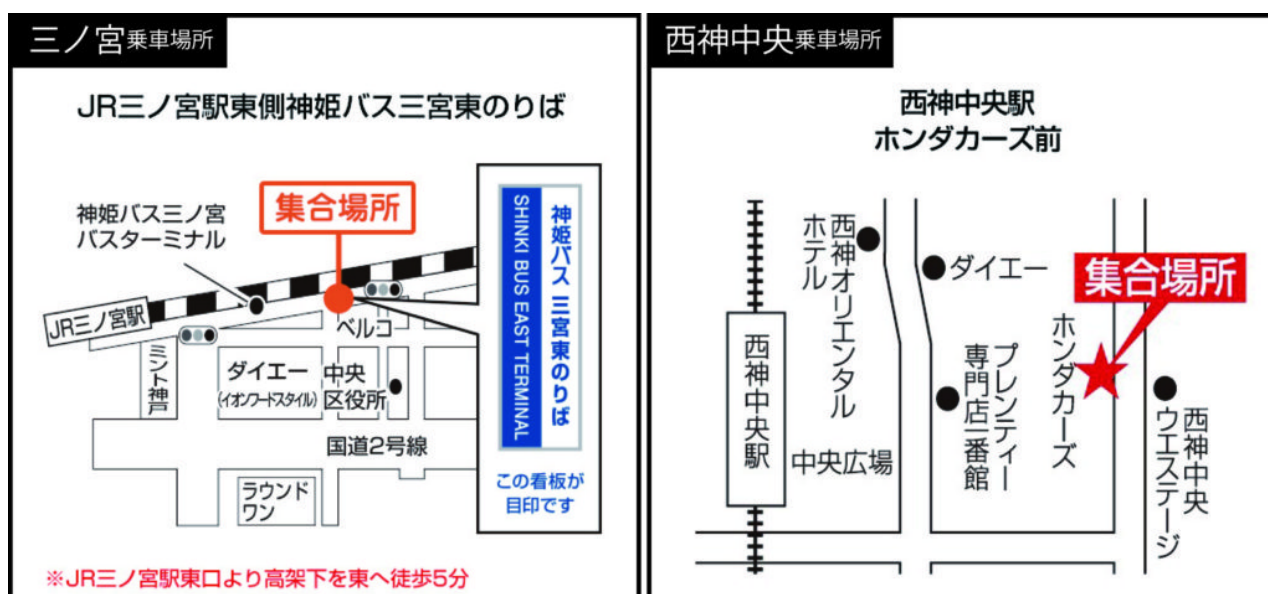 三ノ宮乗車場所
JR三ノ宮駅東側神姫バス三宮東のりば
神姫バス三ノ宮
バスターミナル
集合場所
JR三ノ宮駅
ベルコ
ミント神戸
ダイエー
(イオンフードスタイル)
中央
区役所
国道2号線
ラウンド
ワン
神姫バス 三宮東のりば
SHINKI BUS EAST TERMINAL
この看板が
目印です
※JR三ノ宮駅東口より高架下を東へ徒歩5分
西神中央乗車場所
西神中央駅
ホンダカーズ前
西神中央駅
西神オリエンタル
ホテル
中央広場
ダイエー
プレンティー
専門店一番館
ホンダカーズ
集合場所
西神中央
ウエステージ